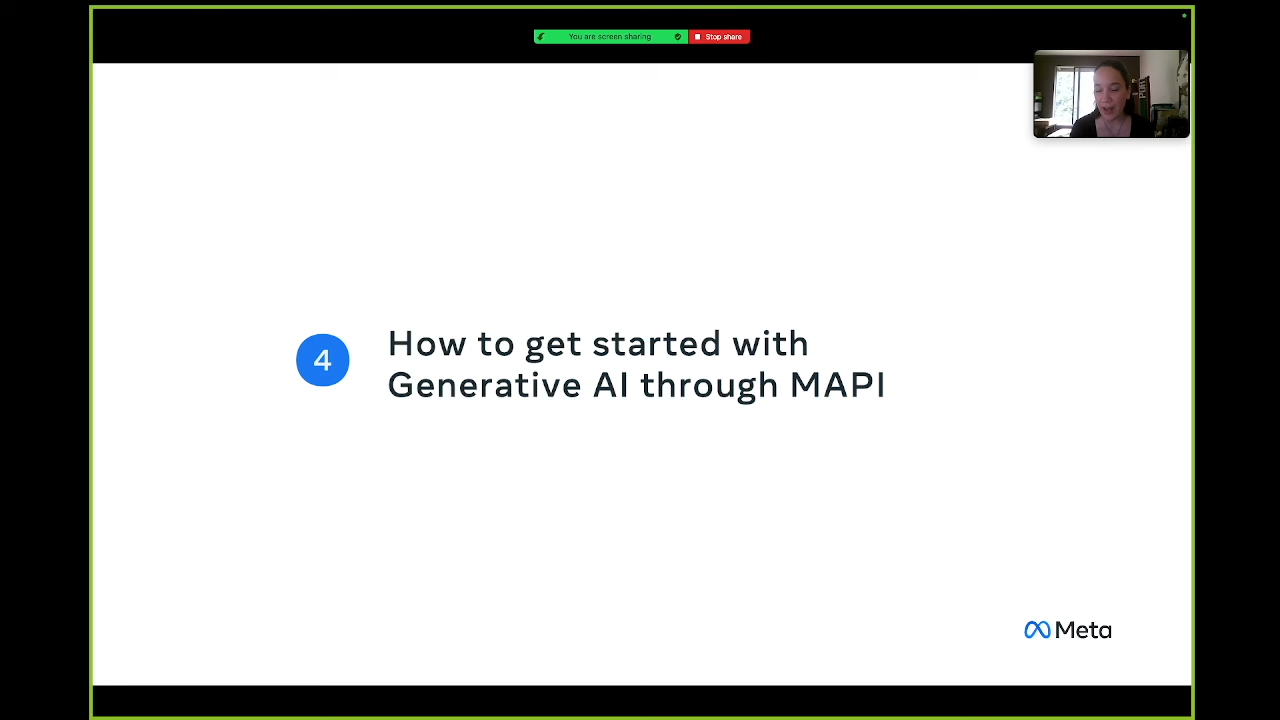 You are screen sharing
Stop share
4
How to get started with
Generative AI through MAPI
Meta